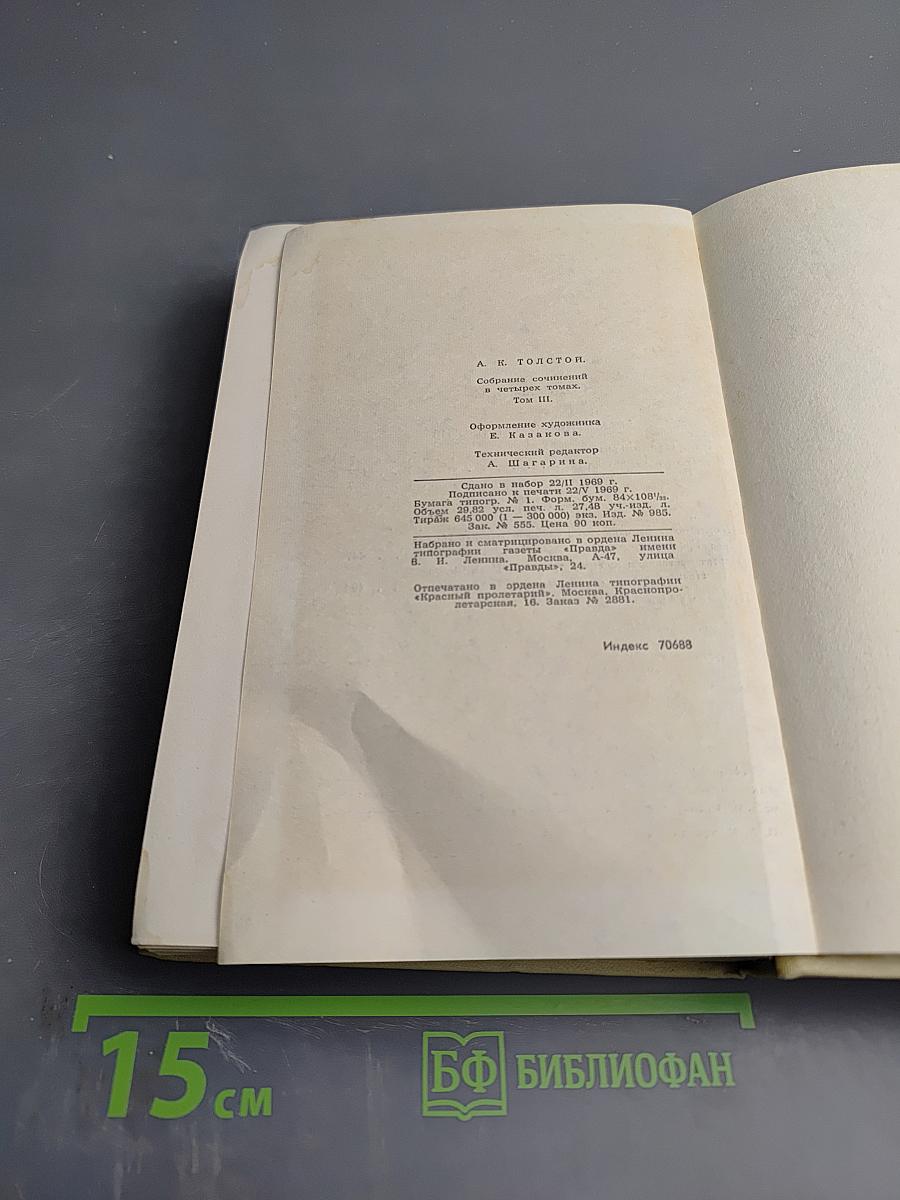 А. К. ТОЛСТОЙ.
Собрание сочинений
в четырех томах.
Том III.
Оформление художника
Е. Казакова.
Технический редактор
А. Шагарина.
Сдано в набор 22/II 1969 г.
Подписано к печати 22/V 1969 г.
Бумага типогр. № 1. Форм. бум. 84×108¹/₃₂.
Объем 29,82 усл. печ. л. 27,48 уч.-изд. л.
Тираж 645 000 (1 — 300 000) экз. Изд. № 985.
Зак. № 555. Цена 90 коп.
Набрано и сматрицировано в ордена Ленина
типографии газеты «Правда» имени
В. И. Ленина. Москва, А-47, улица
«Правды», 24.
Отпечатано в ордена Ленина типографии
«Красный пролетарий». Москва, Краснопро-
летарская, 16. Заказ № 2881.
Индекс 70688
15 см
БФ БИБЛИОФАН